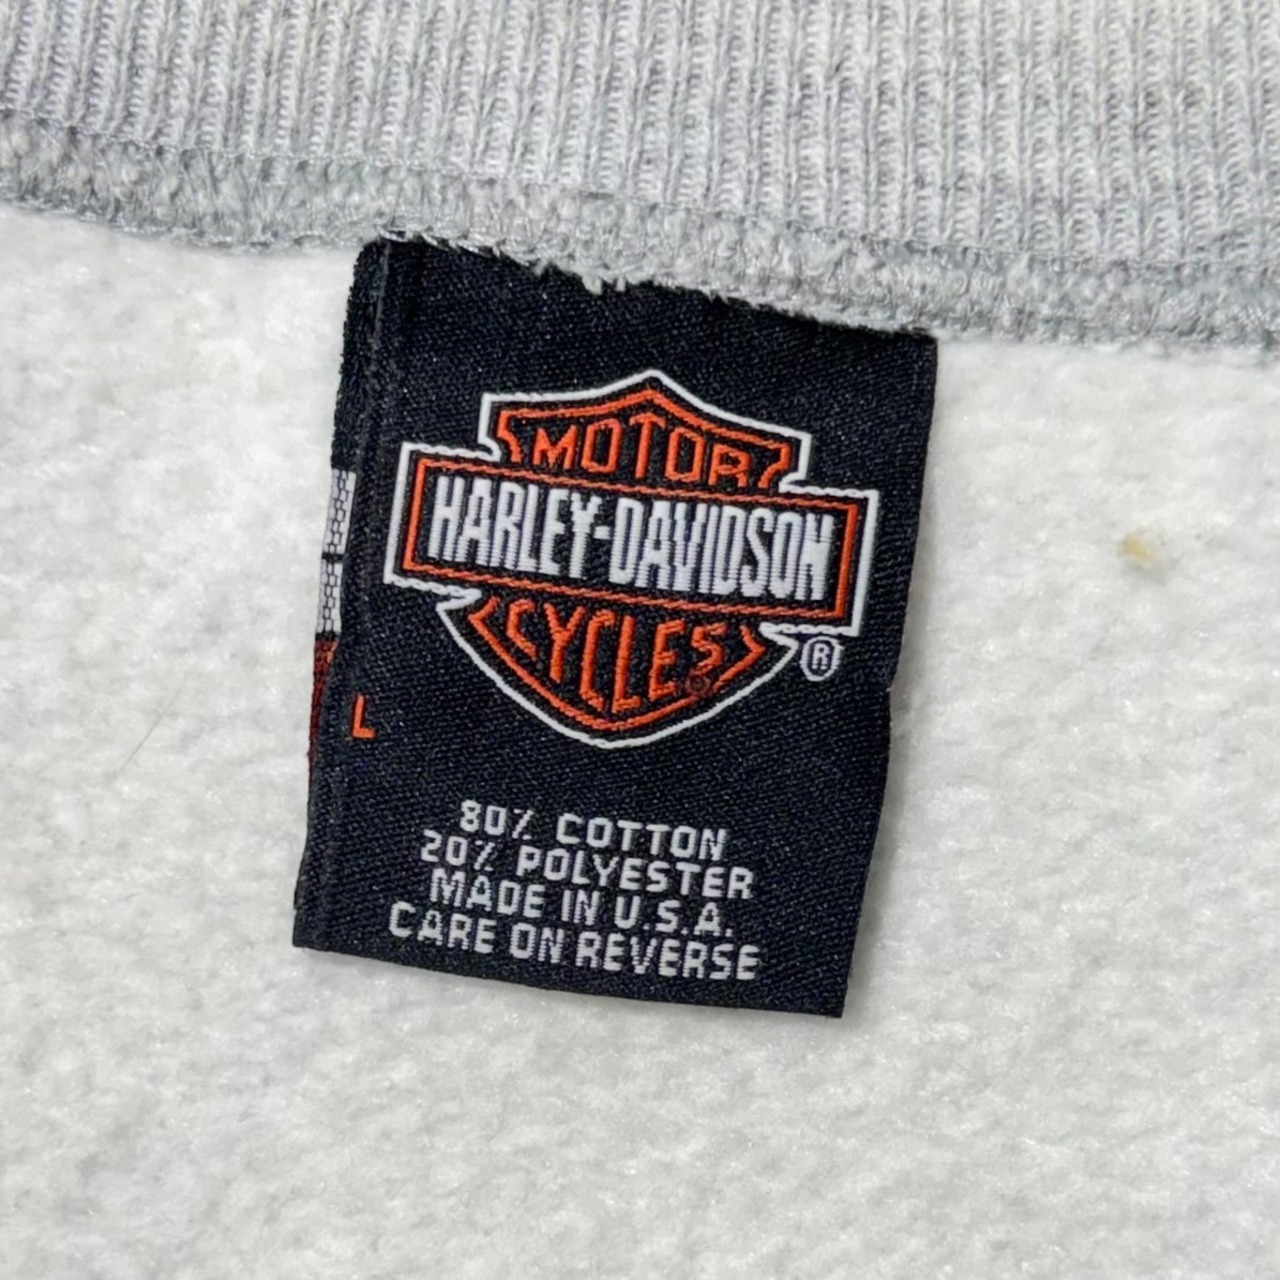 MOTOR
HARLEY-DAVIDSON
CYCLES
®
L
80% COTTON
20% POLYESTER
MADE IN U.S.A.
CARE ON REVERSE